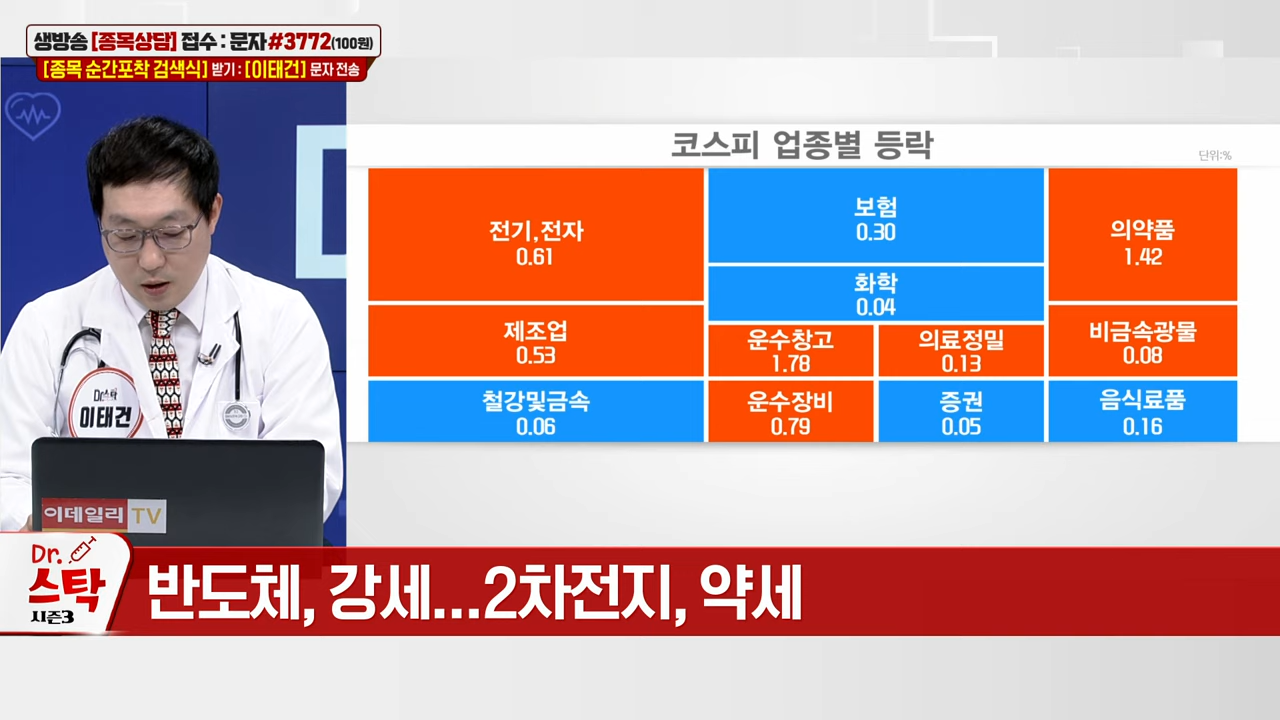 생방송 [종목상담] 접수 : 문자#3772(100원)
[종목 순간포착 검색식] 받기 : [이태건] 문자 전송
코스피 업종별 등락
단위:%
전기,전자
0.61
보험
0.30
의약품
1.42
화학
0.04
제조업
0.53
운수창고
1.78
의료정밀
0.13
비금속광물
0.08
철강및금속
0.06
운수장비
0.79
증권
0.05
음식료품
0.16
Dr.스탁
이태건
이데일리 TV
Dr.
스탁
시즌3
반도체, 강세...2차전지, 약세